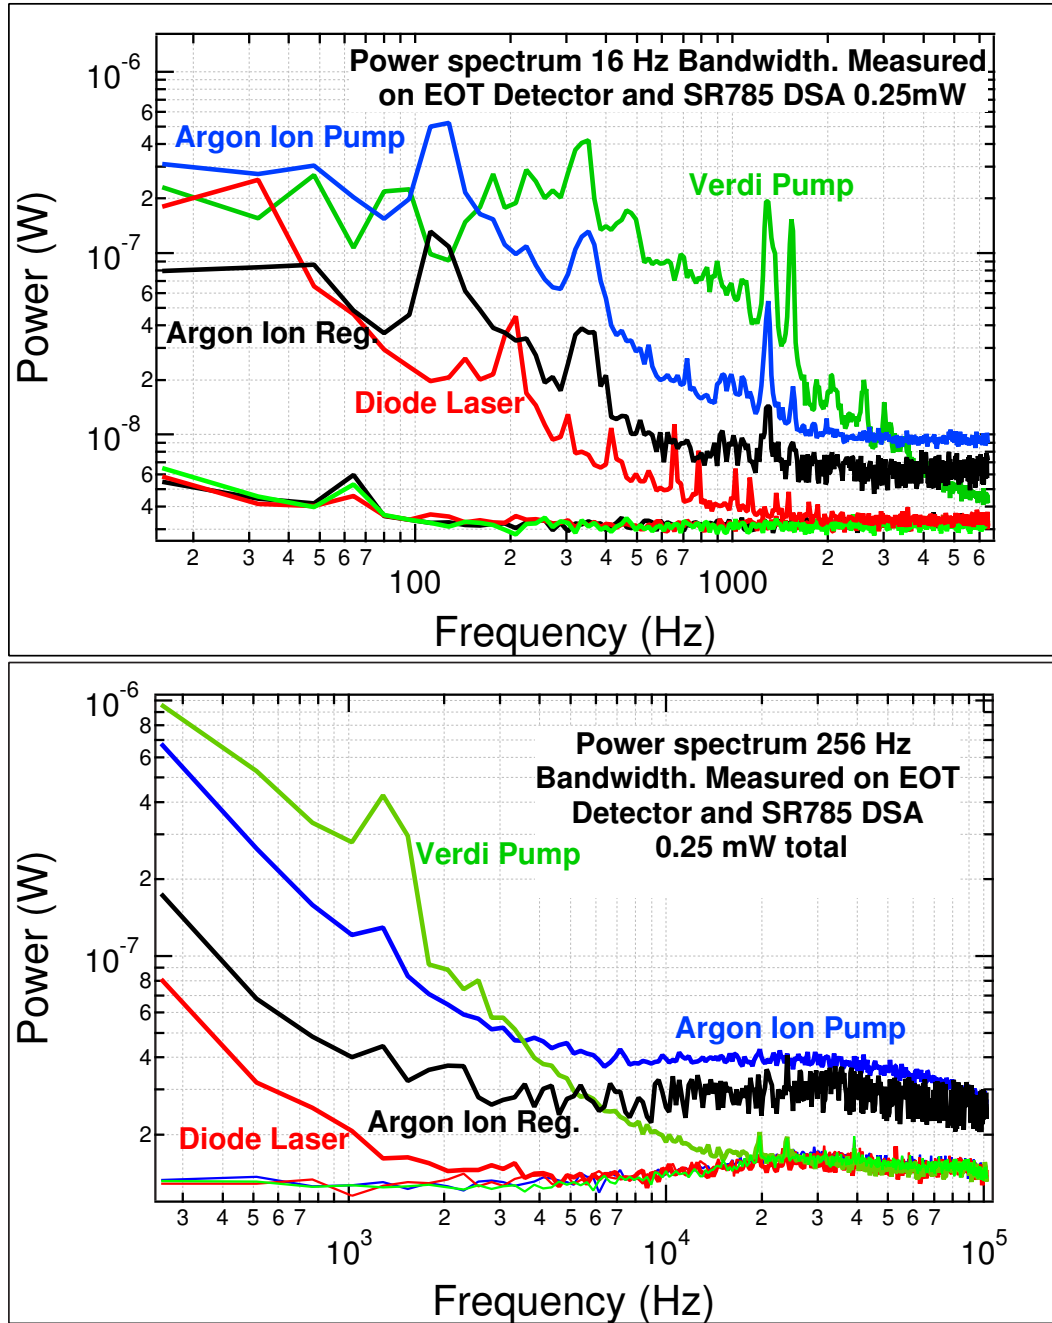 Power spectrum 16 Hz Bandwidth. Measured
on EOT Detector and SR785 DSA 0.25mW
Argon Ion Pump
Verdi Pump
Argon Ion Reg.
Diode Laser
Power (W)
10^-6
6
4
2
10^-7
6
4
2
10^-8
6
4
2 3 4 5 6 7 100 2 3 4 5 6 7 1000 2 3 4 5 6
Frequency (Hz)
Power spectrum 256 Hz
Bandwidth. Measured on EOT
Detector and SR785 DSA
0.25 mW total
Verdi Pump
Argon Ion Pump
Argon Ion Reg.
Diode Laser
Power (W)
10^-6
8
6
4
2
10^-7
8
6
4
2
3 4 5 6 7 10^3 2 3 4 5 6 7 10^4 2 3 4 5 6 7 10^5
Frequency (Hz)